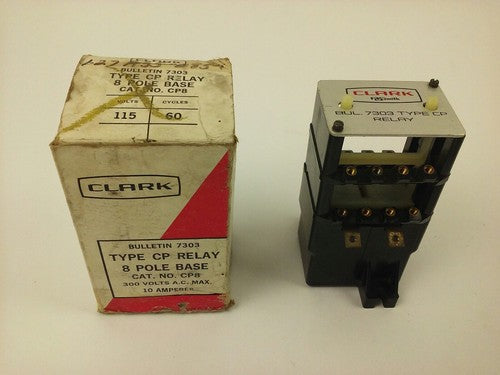 CLARK
BULLETIN 7303
TYPE CP RELAY
8 POLE BASE
CAT. NO. CP8
VOLTS CYCLES
115 60
CLARK
BULLETIN 7303
TYPE CP RELAY
8 POLE BASE
CAT. NO. CP8
300 VOLTS A.C. MAX.
10 AMPERES
CLARK
BUL. 7303 TYPE CP
RELAY